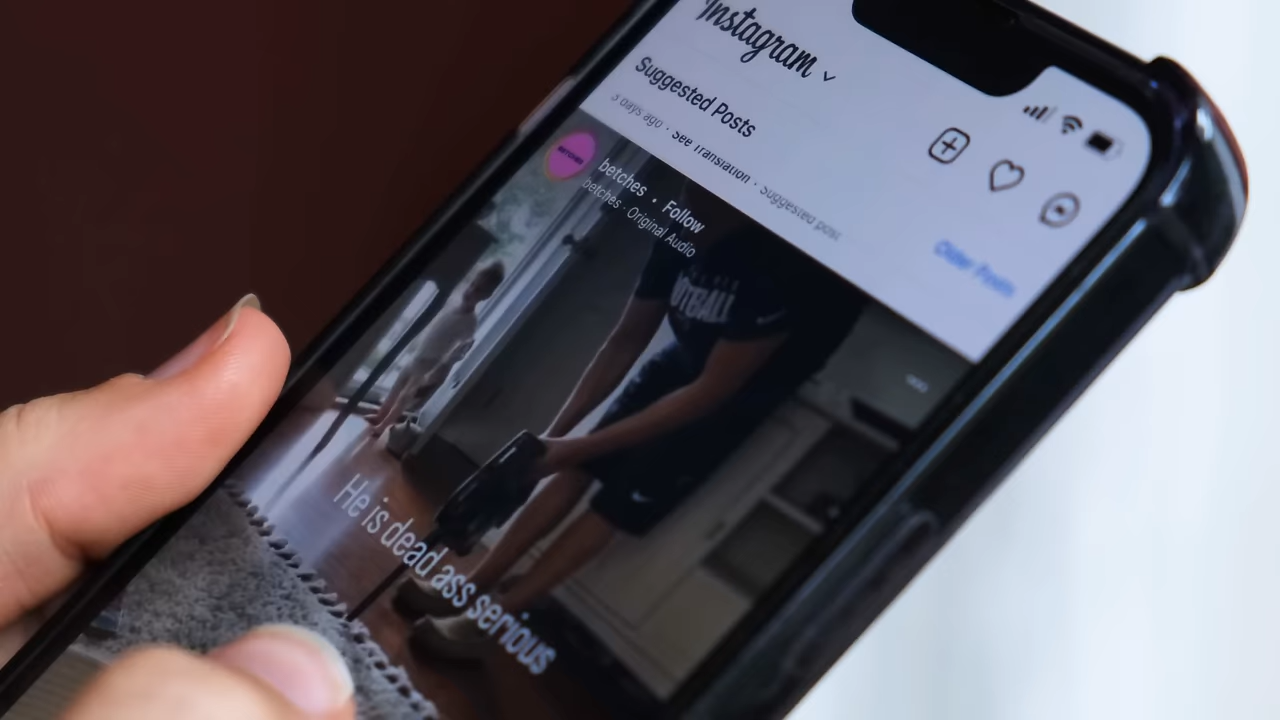 Instagram
Suggested Posts
3 days ago · See Translation · Suggested post
Older Posts
betches • Follow
betches · Original Audio
OTBALL
He is dead ass serious